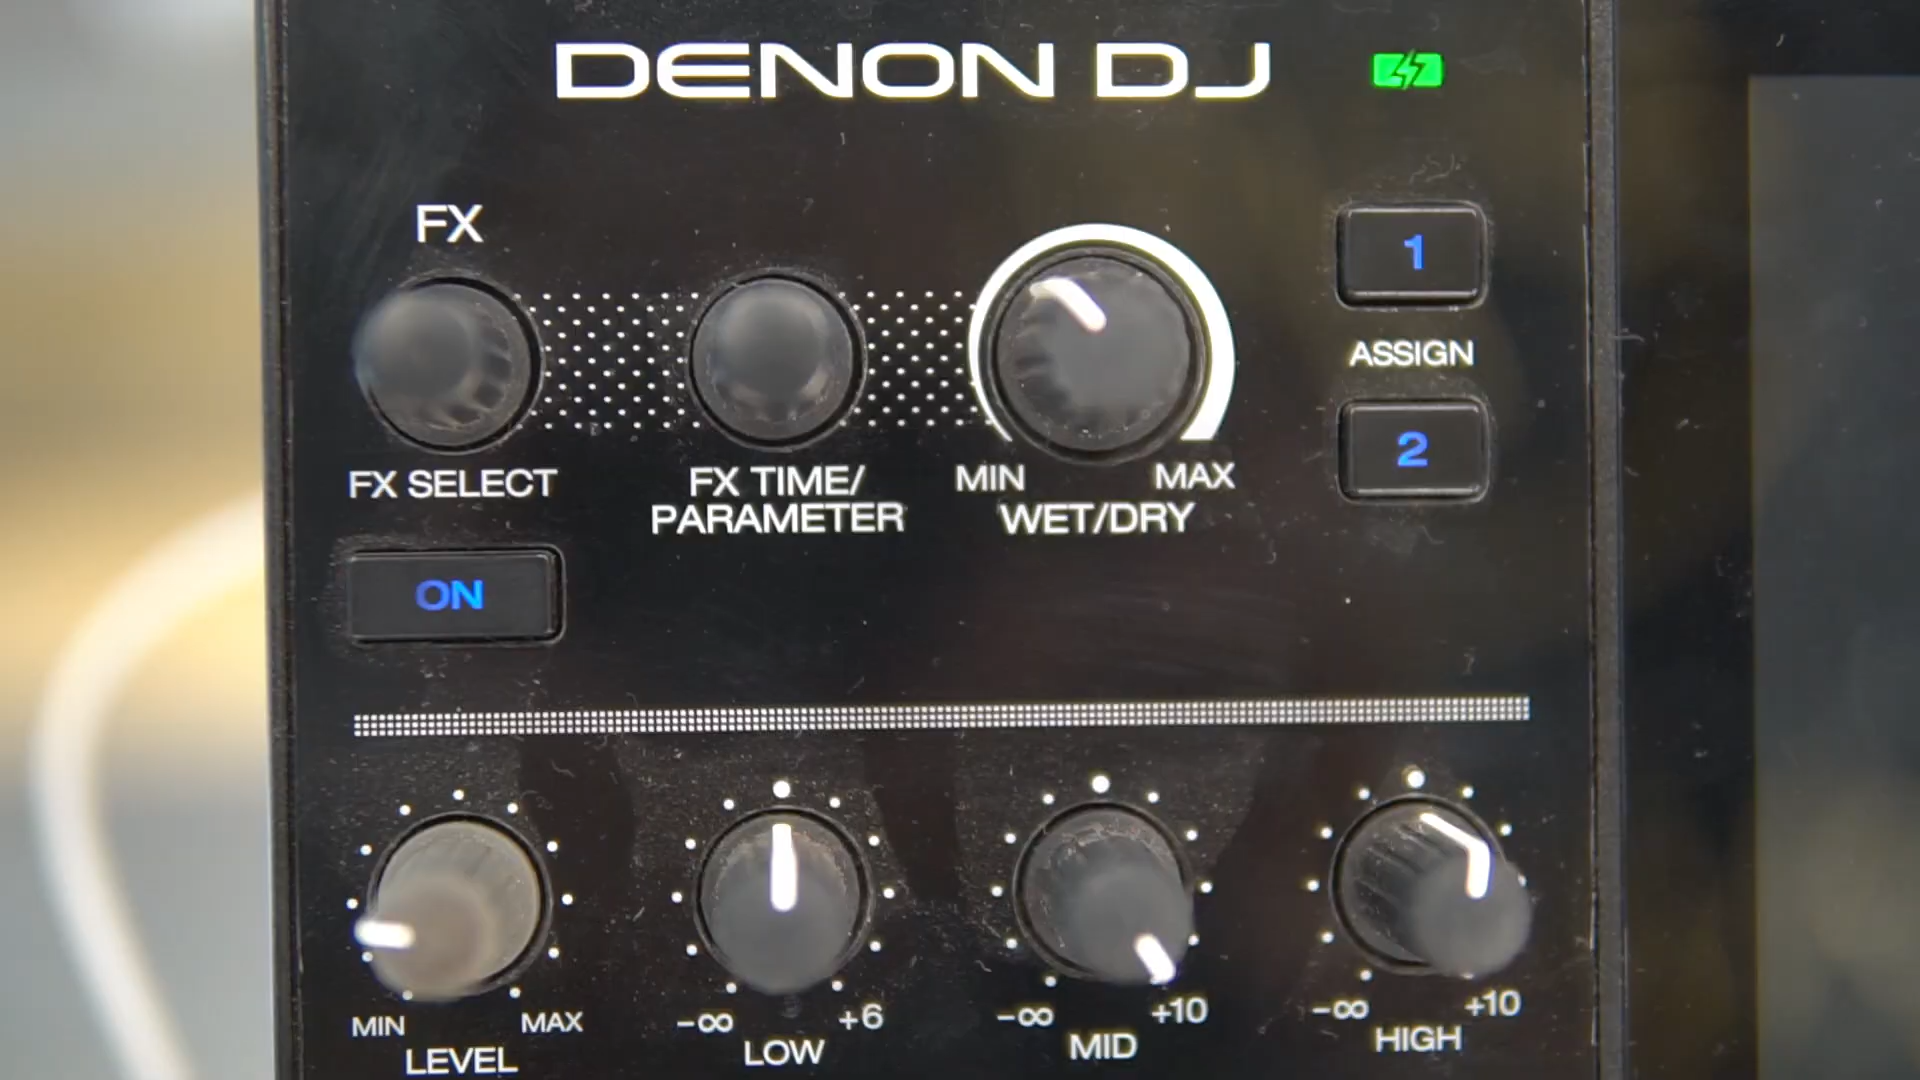 DENON DJ
FX
1
ASSIGN
2
FX SELECT
FX TIME/
PARAMETER
MIN MAX
WET/DRY
ON
MIN MAX
LEVEL
-∞ +6
LOW
-∞ +10
MID
-∞ +10
HIGH